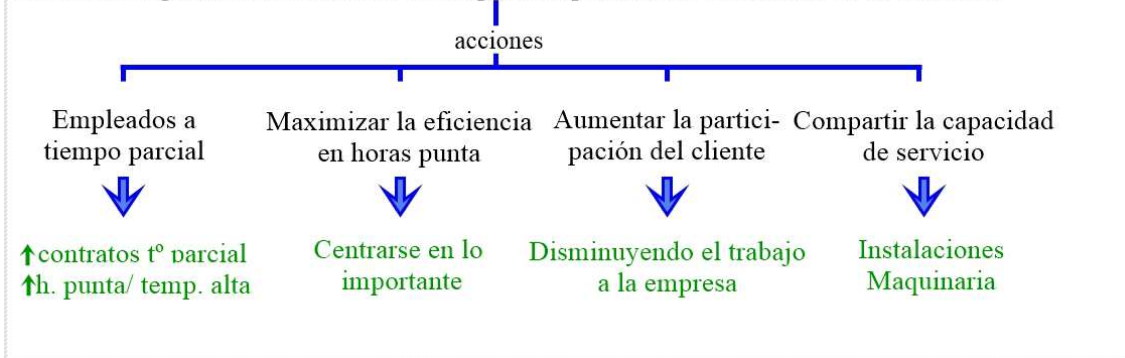 acciones
Empleados a
tiempo parcial
Maximizar la eficiencia
en horas punta
Aumentar la partici-
pación del cliente
Compartir la capacidad
de servicio
↑contratos tº parcial
↑h. punta/ temp. alta
Centrarse en lo
importante
Disminuyendo el trabajo
a la empresa
Instalaciones
Maquinaria